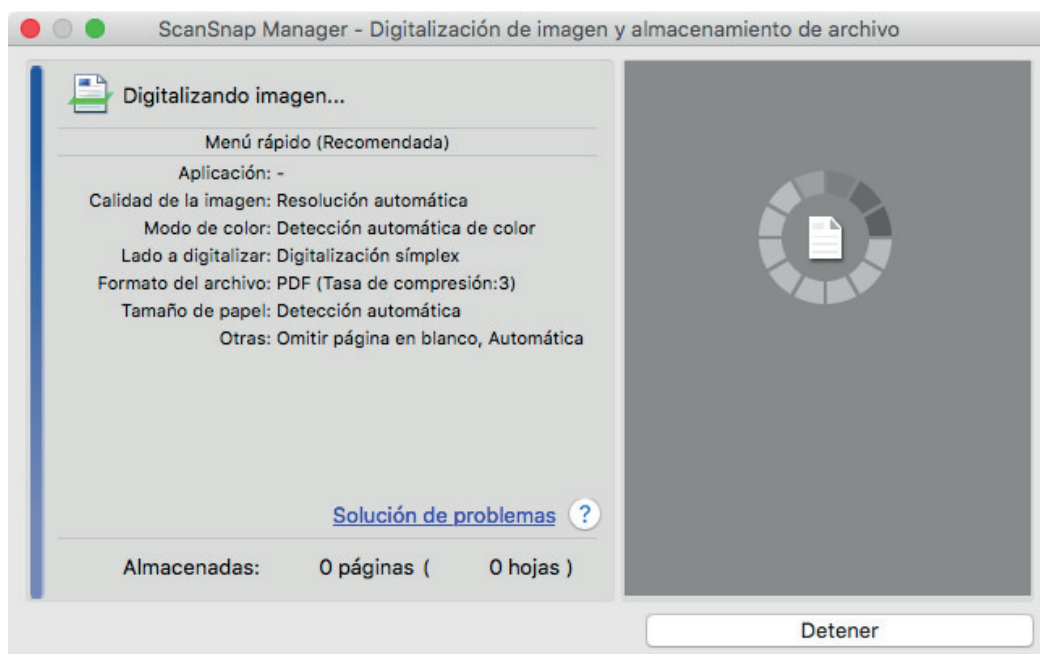 ScanSnap Manager - Digitalización de imagen y almacenamiento de archivo
Digitalizando imagen...
Menú rápido (Recomendada)
Aplicación: -
Calidad de la imagen: Resolución automática
Modo de color: Detección automática de color
Lado a digitalizar: Digitalización símplex
Formato del archivo: PDF (Tasa de compresión:3)
Tamaño de papel: Detección automática
Otras: Omitir página en blanco, Automática
Solución de problemas ?
Almacenadas: 0 páginas ( 0 hojas )
Detener